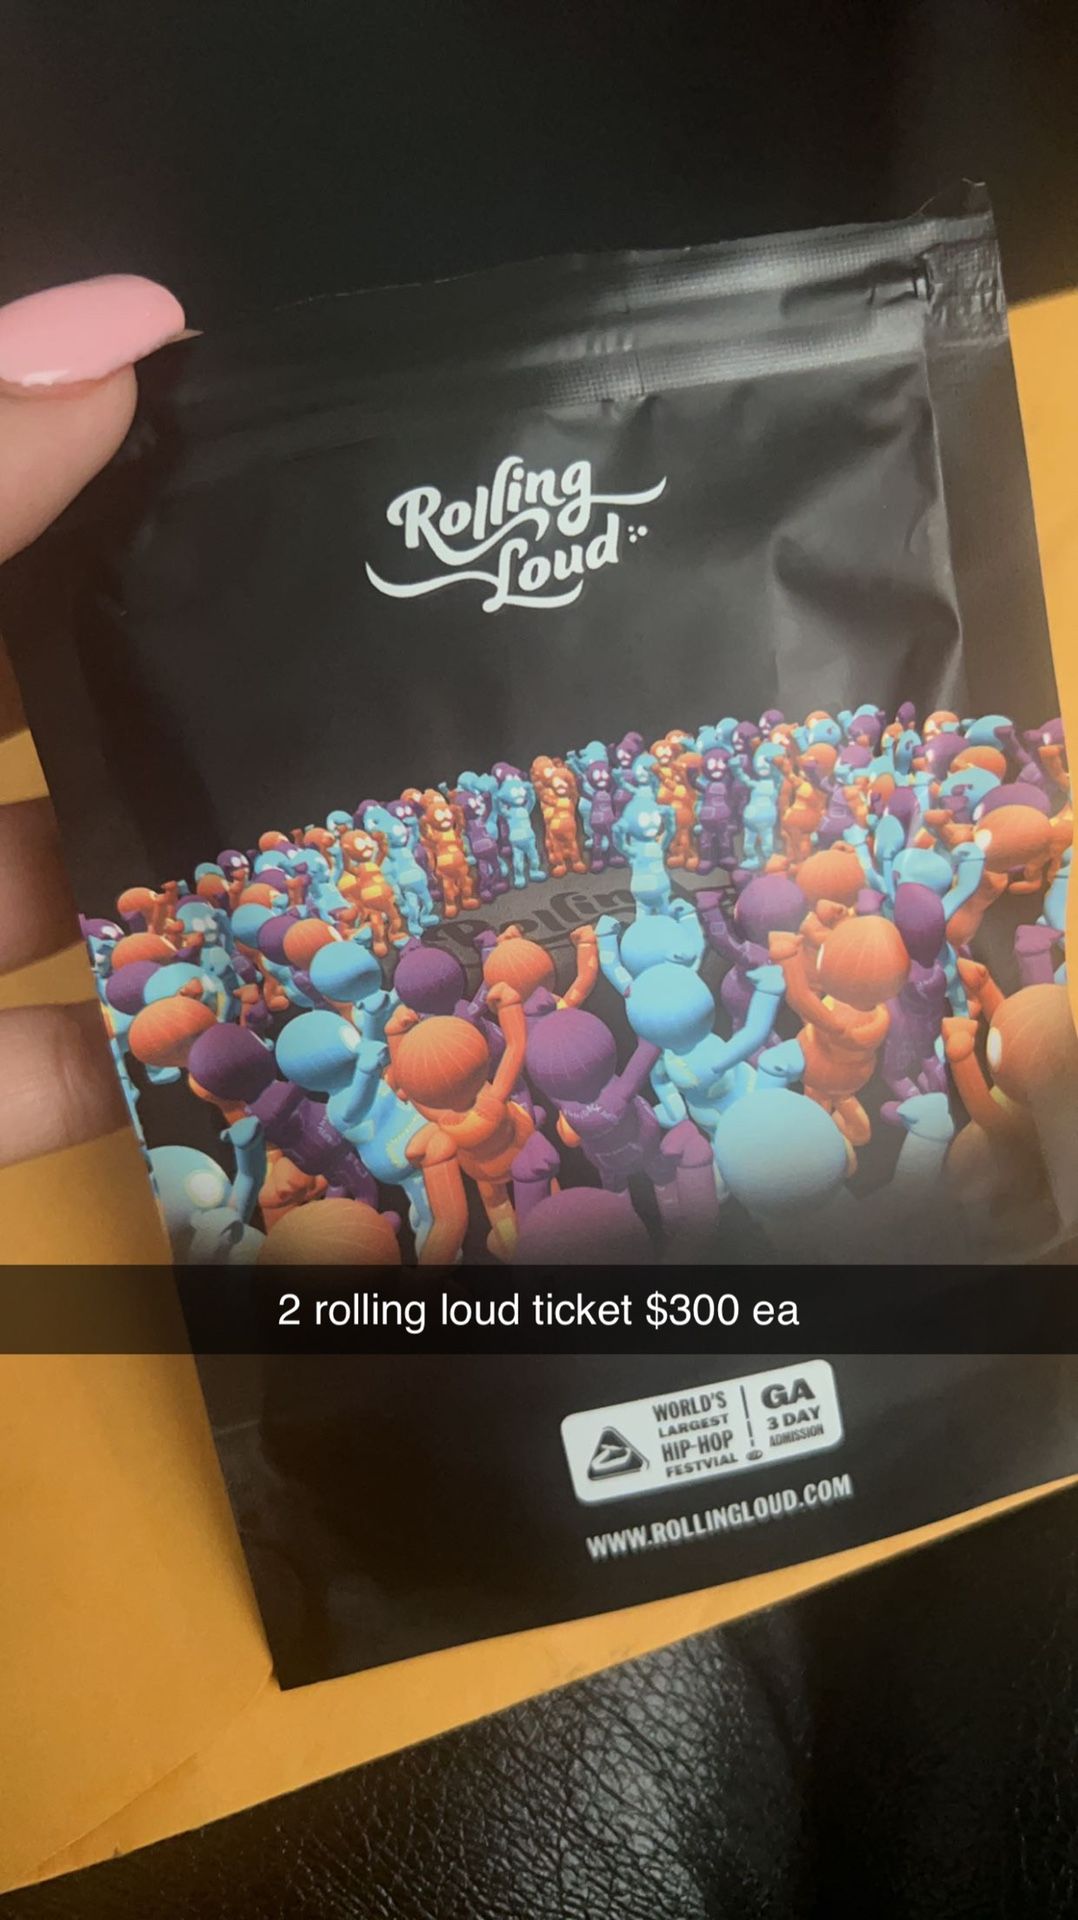 Rolling
Loud
Rolling
2 rolling loud ticket $300 ea
WORLD'S
LARGEST
HIP-HOP
FESTVIAL
GA
3 DAY
ADMISSION
WWW.ROLLINGLOUD.COM